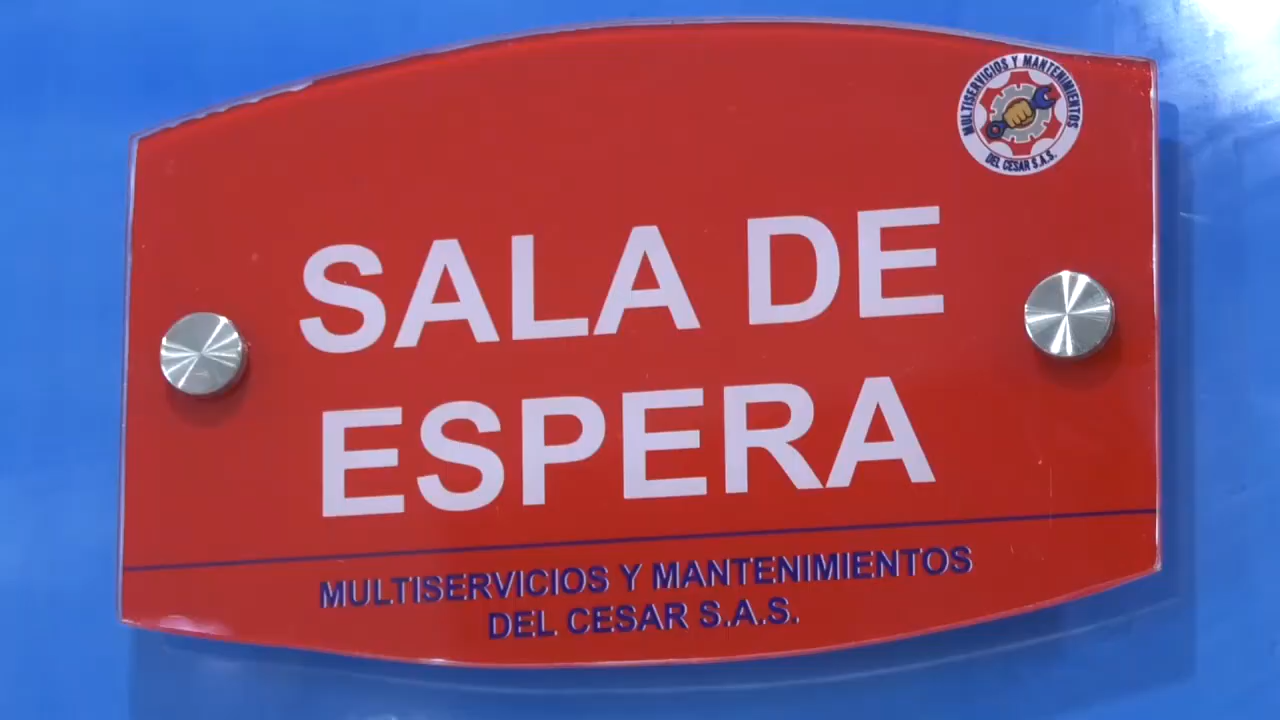 MULTISERVICIOS Y MANTENIMIENTOS
DEL CESAR S.A.S.
SALA DE
ESPERA
MULTISERVICIOS Y MANTENIMIENTOS
DEL CESAR S.A.S.